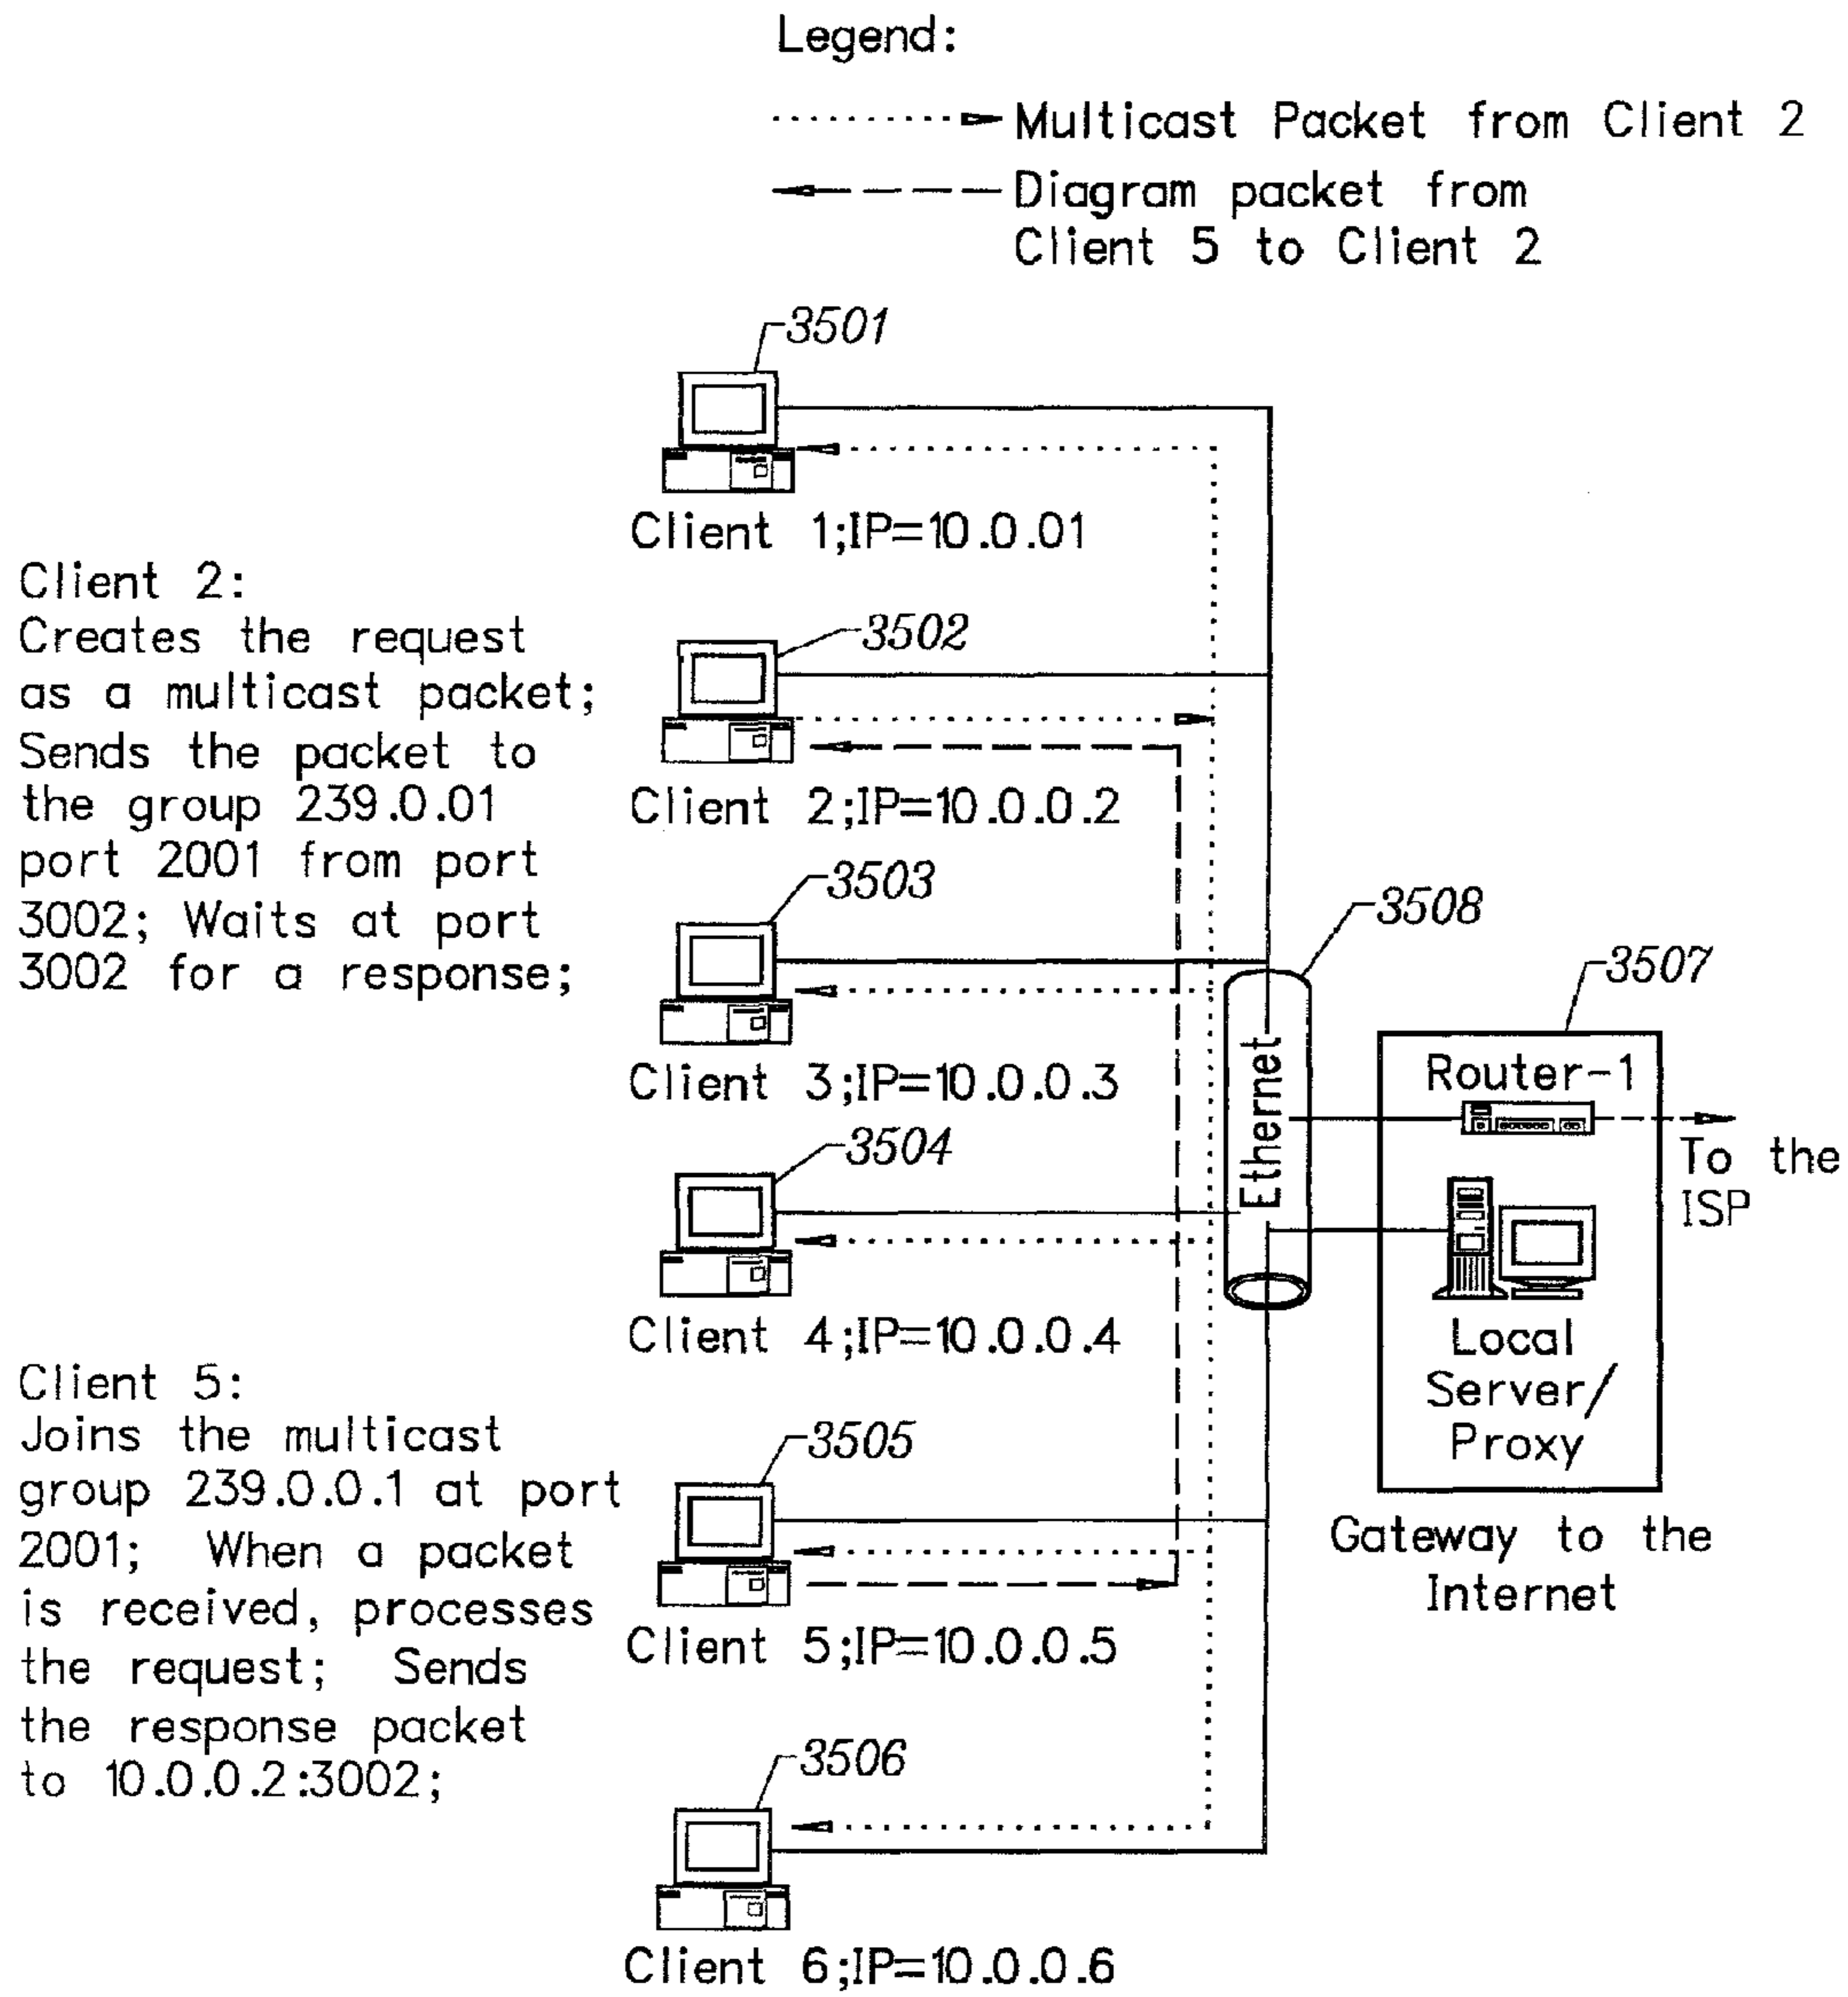 Legend:
Multicast Packet from Client 2
Diagram packet from
Client 5 to Client 2
3501
Client 1;IP=10.0.01
Client 2:
Creates the request
as a multicast packet;
Sends the packet to
the group 239.0.01
port 2001 from port
3002; Waits at port
3002 for a response;
3502
Client 2;IP=10.0.0.2
3503
Client 3;IP=10.0.0.3
3508
Ethernet
3507
Router-1
To the
ISP
Local
Server/
Proxy
Gateway to the
Internet
3504
Client 4;IP=10.0.0.4
Client 5:
Joins the multicast
group 239.0.0.1 at port
2001; When a packet
is received, processes
the request; Sends
the response packet
to 10.0.0.2:3002;
3505
Client 5;IP=10.0.0.5
3506
Client 6;IP=10.0.0.6